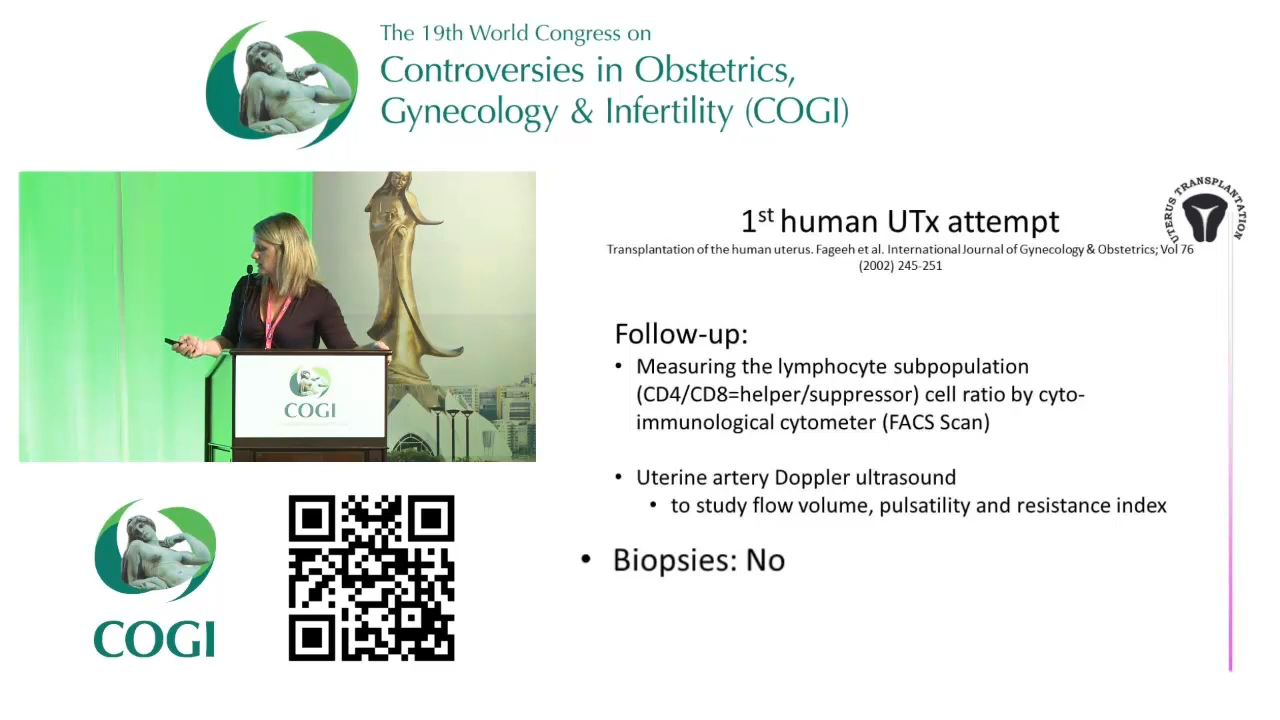 The 19th World Congress on
Controversies in Obstetrics,
Gynecology & Infertility (COGI)
UTERUS TRANSPLANTATION
1st human UTx attempt
Transplantation of the human uterus. Fageeh et al. International Journal of Gynecology & Obstetrics; Vol 76
(2002) 245-251
Follow-up:
• Measuring the lymphocyte subpopulation
(CD4/CD8=helper/suppressor) cell ratio by cyto-
immunological cytometer (FACS Scan)
• Uterine artery Doppler ultrasound
• to study flow volume, pulsatility and resistance index
• Biopsies: No
COGI
COGI